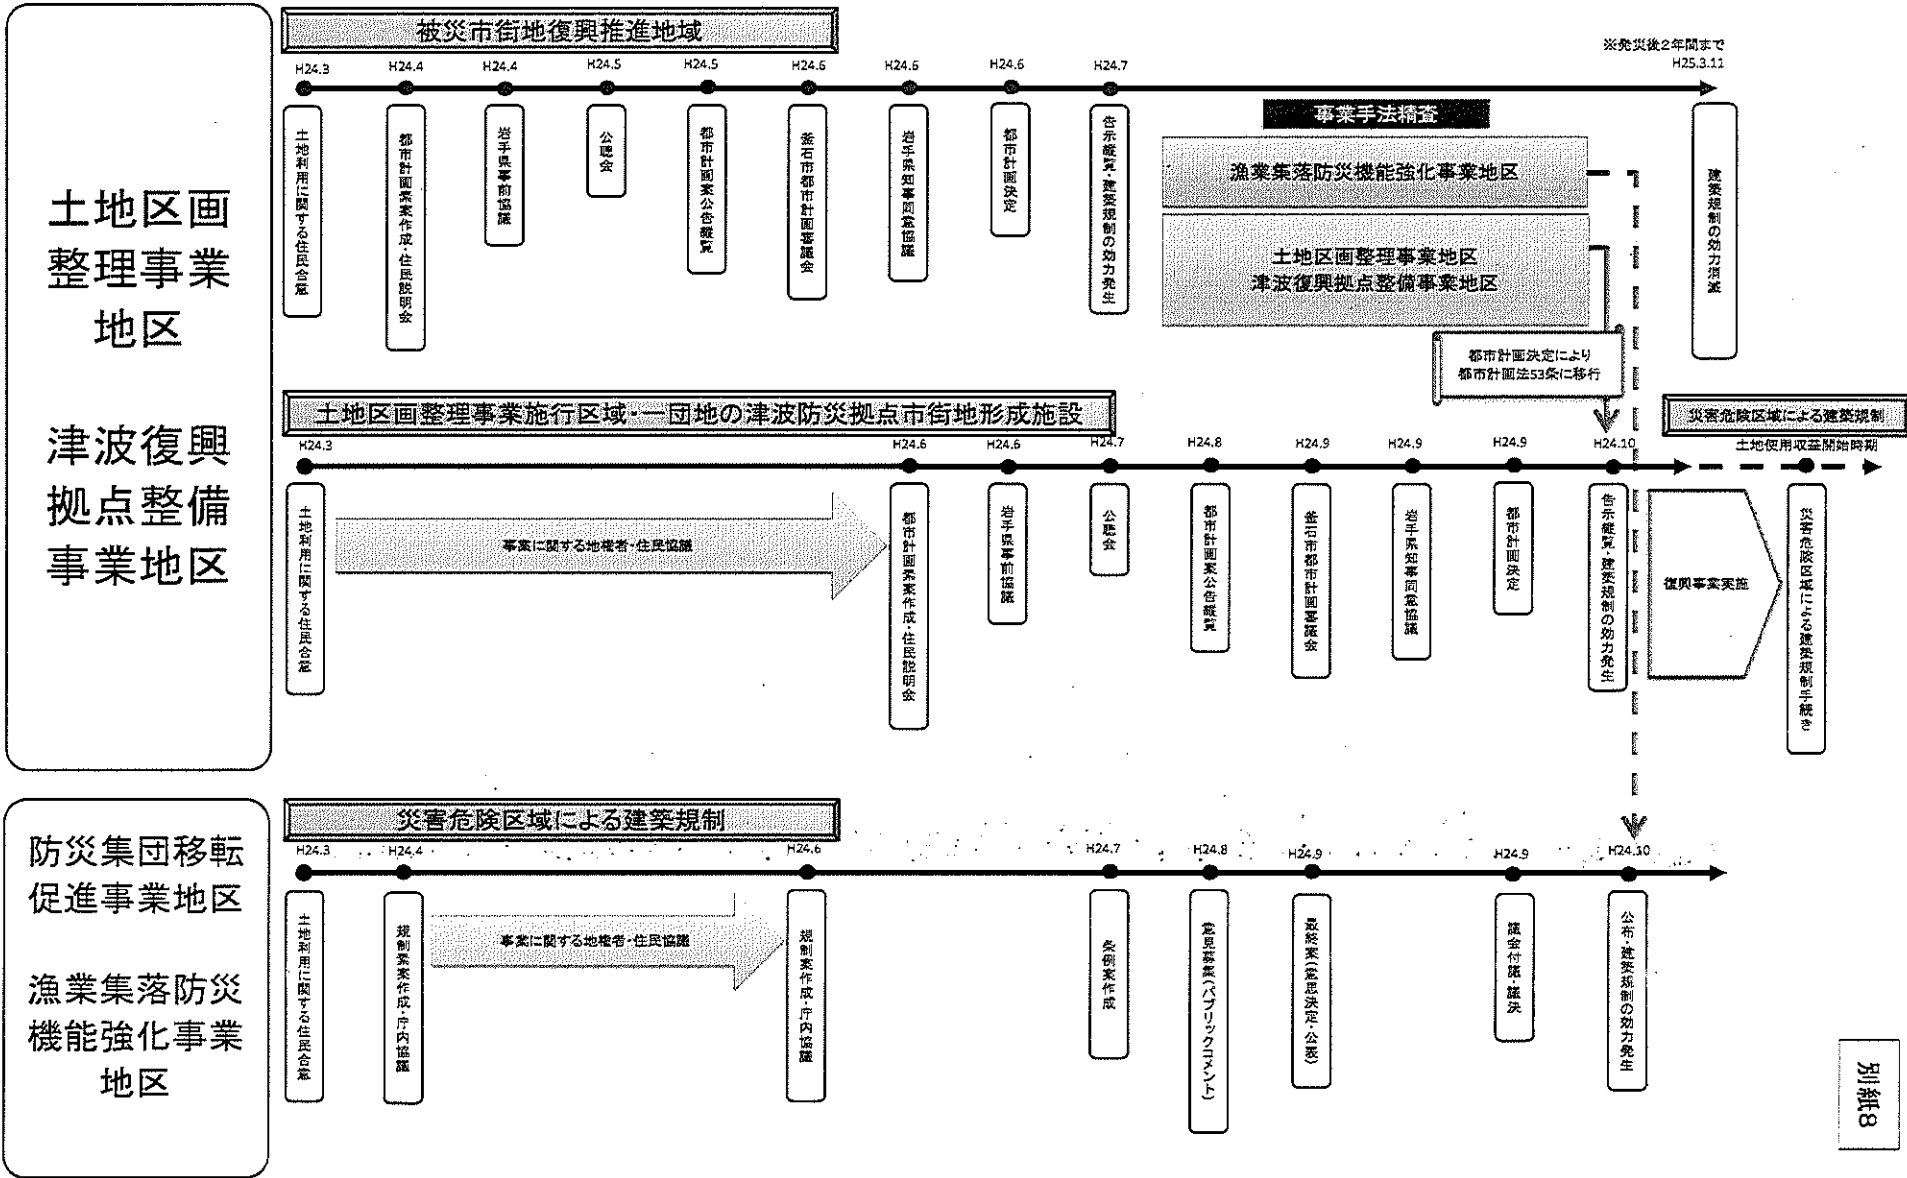 土地区画
整理事業
地区
津波復興
拠点整備
事業地区
被災市街地復興推進地域
※発災後2年間まで
H24.3
H24.4
H24.4
H24.5
H24.5
H24.6
H24.6
H24.6
H24.7
H25.3.11
土地利用に関する住民合意
都市計画素案作成・住民説明会
岩手県事前協議
公聴会
都市計画案公告縦覧
釜石市都市計画審議会
岩手県知事同意協議
都市計画決定
告示縦覧・建築規制の効力発生
事業手法精査
漁業集落防災機能強化事業地区
土地区画整理事業地区
津波復興拠点整備事業地区
建築規制の効力消滅
都市計画決定により
都市計画法53条に移行
土地区画整理事業施行区域・一団地の津波防災拠点市街地形成施設
災害危険区域による建築規制
H24.3
H24.6
H24.6
H24.7
H24.8
H24.9
H24.9
H24.9
H24.10
土地使用収益開始時期
土地利用に関する住民合意
事業に関する地権者・住民協議
都市計画素案作成・住民説明会
岩手県事前協議
公聴会
都市計画案公告縦覧
釜石市都市計画審議会
岩手県知事同意協議
都市計画決定
告示縦覧・建築規制の効力発生
復興事業実施
災害危険区域による建築規制手続き
防災集団移転
促進事業地区
漁業集落防災
機能強化事業
地区
災害危険区域による建築規制
H24.3
H24.4
H24.6
H24.7
H24.8
H24.9
H24.9
H24.10
土地利用に関する住民合意
規制素案作成・庁内協議
事業に関する地権者・住民協議
規制案作成・庁内協議
条例案作成
意見募集(パブリックコメント)
最終案(意思決定・公表)
議会付議・議決
公布・建築規制の効力発生
別紙8